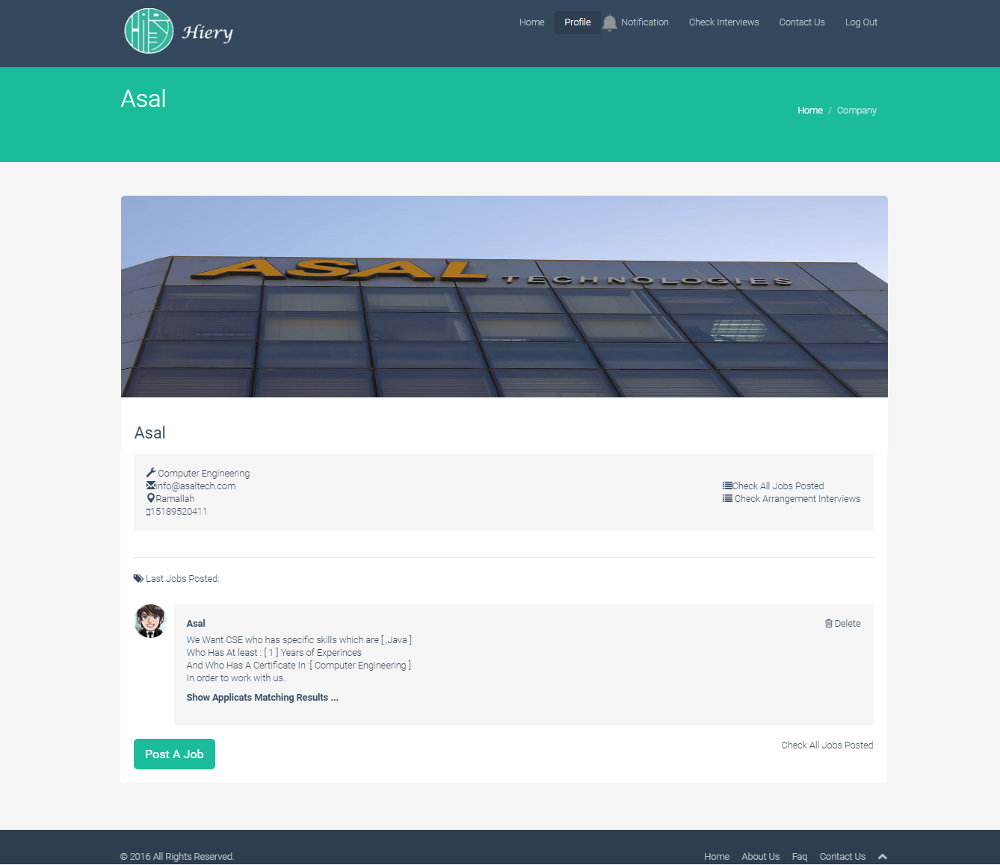 Hiery
Home Profile Notification Check Interviews Contact Us Log Out
Asal
Home / Company
ASAL TECHNOLOGIES
Asal
Computer Engineering
info@asaltech.com
Ramallah
15189520411
Check All Jobs Posted
Check Arrangement Interviews
Last Jobs Posted:
Asal
Delete
We Want CSE who has specific skills which are [ ,Java ]
Who Has At least : [ 1 ] Years of Experinces
And Who Has A Certificate In :[ Computer Engineering ]
In order to work with us.
Show Applicats Matching Results ...
Post A Job
Check All Jobs Posted
© 2016 All Rights Reserved.
Home About Us Faq Contact Us